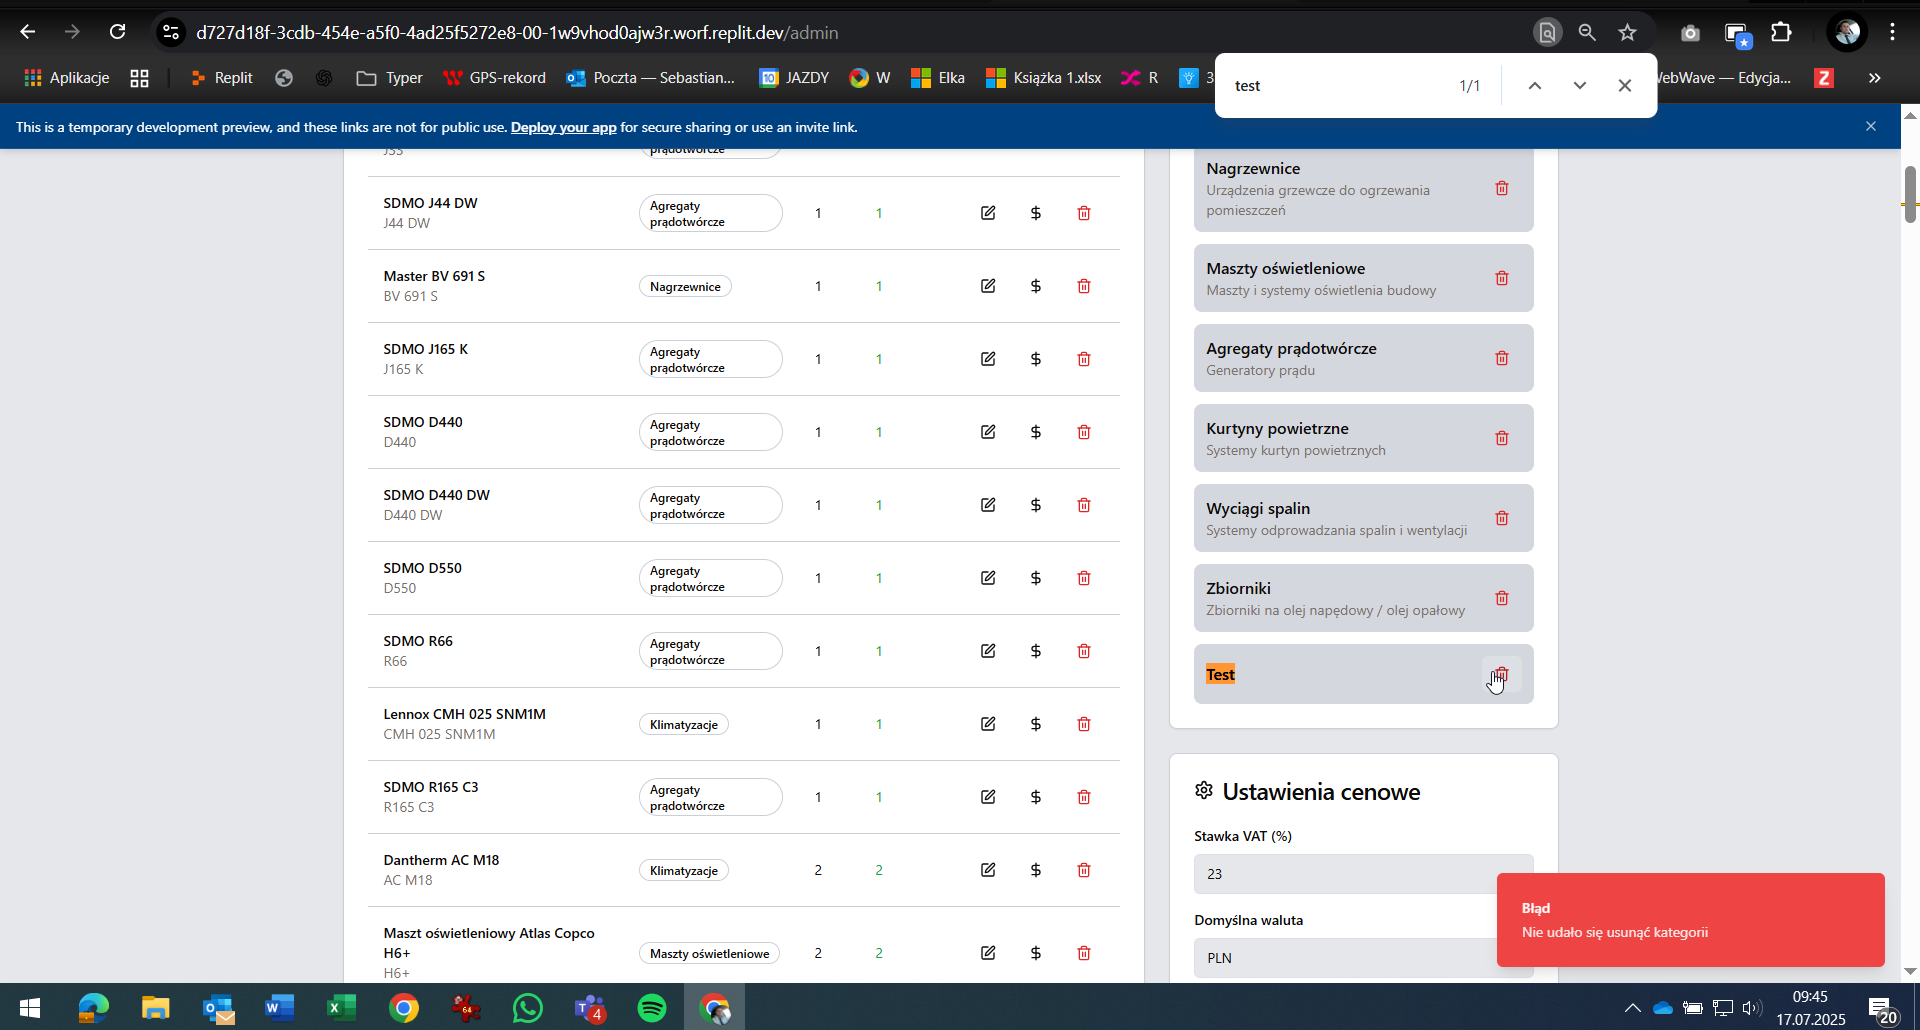 d727d18f-3cdb-454e-a5f0-4ad25f5272e8-00-1w9vhod0ajw3r.worf.replit.dev/admin
Aplikacje
Replit
Typer
GPS-rekord
Poczta — Sebastian...
10
JAZDY
W
Elka
Książka 1.xlsx
R
3
WebWave — Edycja...
Z
»
test
1/1
This is a temporary development preview, and these links are not for public use. Deploy your app for secure sharing or use an invite link.
J33
prądotwórcze
SDMO J44 DW
J44 DW
Agregaty
prądotwórcze
1
1
$
Master BV 691 S
BV 691 S
Nagrzewnice
1
1
$
SDMO J165 K
J165 K
Agregaty
prądotwórcze
1
1
$
SDMO D440
D440
Agregaty
prądotwórcze
1
1
$
SDMO D440 DW
D440 DW
Agregaty
prądotwórcze
1
1
$
SDMO D550
D550
Agregaty
prądotwórcze
1
1
$
SDMO R66
R66
Agregaty
prądotwórcze
1
1
$
Lennox CMH 025 SNM1M
CMH 025 SNM1M
Klimatyzacje
1
1
$
SDMO R165 C3
R165 C3
Agregaty
prądotwórcze
1
1
$
Dantherm AC M18
AC M18
Klimatyzacje
2
2
$
Maszt oświetleniowy Atlas Copco
H6+
H6+
Maszty oświetleniowe
2
2
$
Nagrzewnice
Urządzenia grzewcze do ogrzewania
pomieszczeń
Maszty oświetleniowe
Maszty i systemy oświetlenia budowy
Agregaty prądotwórcze
Generatory prądu
Kurtyny powietrzne
Systemy kurtyn powietrznych
Wyciągi spalin
Systemy odprowadzania spalin i wentylacji
Zbiorniki
Zbiorniki na olej napędowy / olej opałowy
Test
Ustawienia cenowe
Stawka VAT (%)
23
Domyślna waluta
PLN
Błąd
Nie udało się usunąć kategorii
64
4
09:45
17.07.2025
20